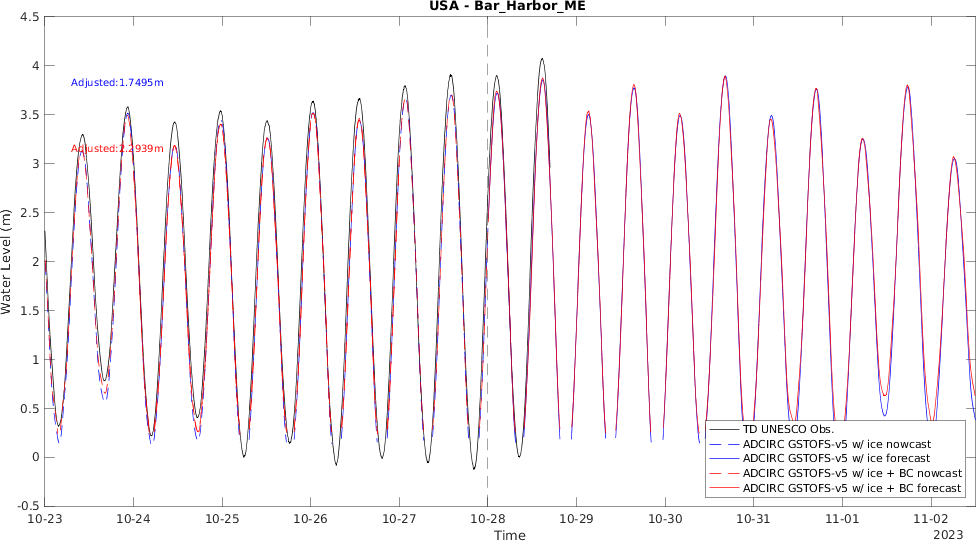 USA - Bar_Harbor_ME
4.5
4
3.5
3
2.5
2
1.5
1
0.5
0
-0.5
Water Level (m)
Adjusted:1.7495m
Adjusted:2.2939m
TD UNESCO Obs.
ADCIRC GSTOFS-v5 w/ ice nowcast
ADCIRC GSTOFS-v5 w/ ice forecast
ADCIRC GSTOFS-v5 w/ ice + BC nowcast
ADCIRC GSTOFS-v5 w/ ice + BC forecast
10-23 10-24 10-25 10-26 10-27 10-28 10-29 10-30 10-31 11-01 11-02
Time
2023